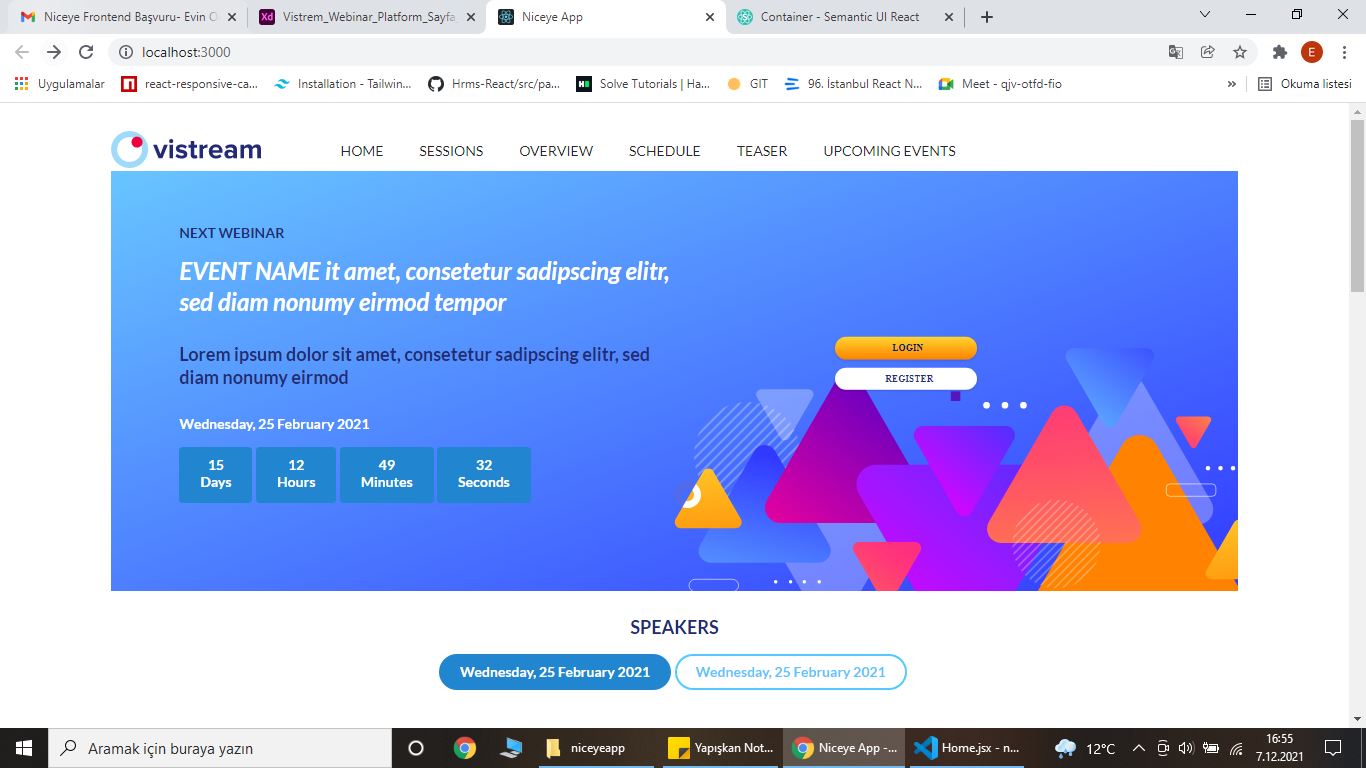 Niceye Frontend Başvuru- Evin O
Vistrem_Webinar_Platform_Sayfa
Niceye App
Container - Semantic UI React
localhost:3000
E
Uygulamalar
react-responsive-ca...
Installation - Tailwin...
Hrms-React/src/pa...
Solve Tutorials | Ha...
GIT
96. İstanbul React N...
Meet - qjv-otfd-fio
»
Okuma listesi
vistream
HOME
SESSIONS
OVERVIEW
SCHEDULE
TEASER
UPCOMING EVENTS
NEXT WEBINAR
EVENT NAME it amet, consetetur sadipscing elitr,
sed diam nonumy eirmod tempor
Lorem ipsum dolor sit amet, consetetur sadipscing elitr, sed
diam nonumy eirmod
Wednesday, 25 February 2021
15
Days
12
Hours
49
Minutes
32
Seconds
LOGIN
REGISTER
SPEAKERS
Wednesday, 25 February 2021
Wednesday, 25 February 2021
Aramak için buraya yazın
niceyeapp
Yapışkan Not...
Niceye App -...
Home.jsx - n...
12°C
16:55
7.12.2021